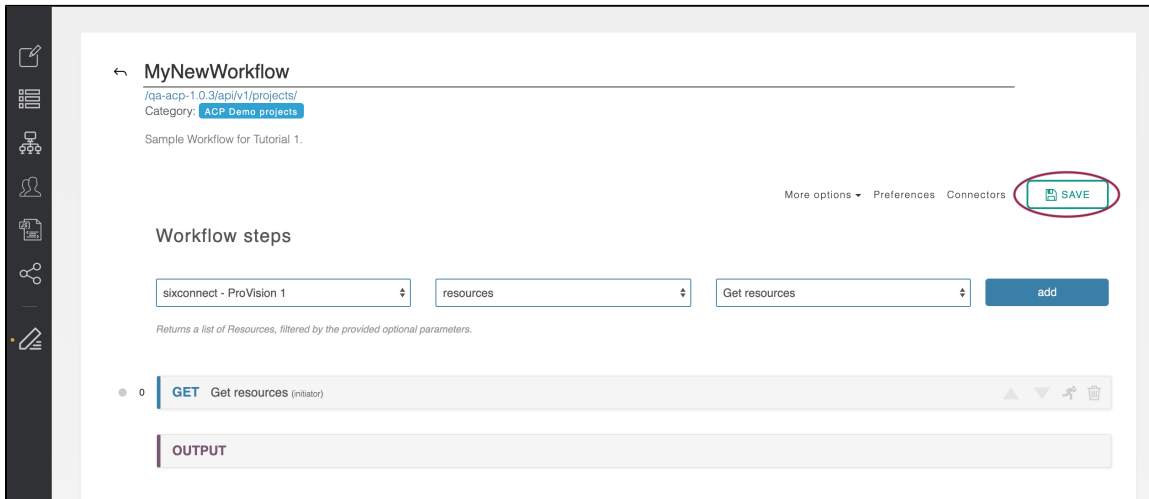 MyNewWorkflow
/qa-acp-1.0.3/api/v1/projects/
Category: ACP Demo projects
Sample Workflow for Tutorial 1.
More options Preferences Connectors SAVE
Workflow steps
sixconnect - ProVision 1 resources Get resources add
Returns a list of Resources, filtered by the provided optional parameters.
0 GET Get resources (initiator)
OUTPUT